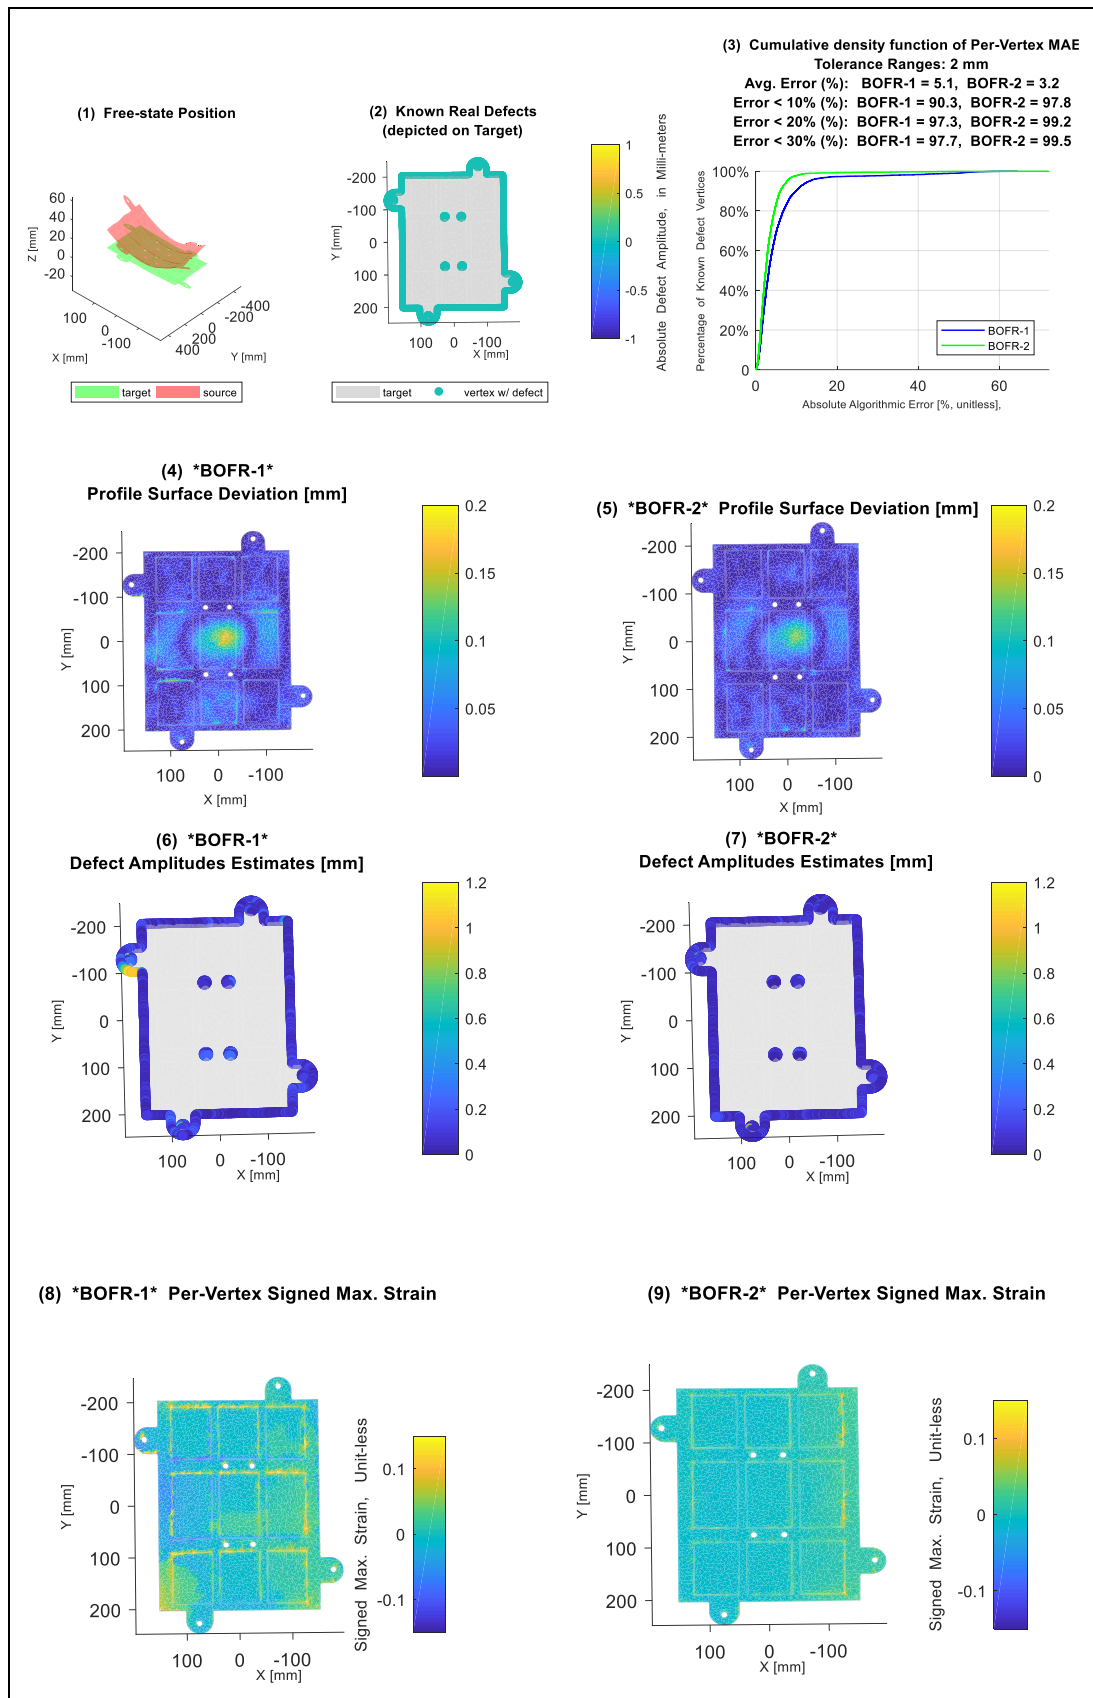 (3) Cumulative density function of Per-Vertex MAE
Tolerance Ranges: 2 mm
Avg. Error (%): BOFR-1 = 5.1, BOFR-2 = 3.2
Error < 10% (%): BOFR-1 = 90.3, BOFR-2 = 97.8
Error < 20% (%): BOFR-1 = 97.3, BOFR-2 = 99.2
Error < 30% (%): BOFR-1 = 97.7, BOFR-2 = 99.5
(1) Free-state Position
60
40
20
0
-20
Z [mm]
100
0
-100
X [mm]
-400
-200
0
200
400
Y [mm]
target
source
(2) Known Real Defects
(depicted on Target)
-200
-100
0
100
200
Y [mm]
100 0 -100
X [mm]
target
vertex w/ defect
1
0.5
0
-0.5
-1
Absolute Defect Amplitude, in Milli-meters
100%
80%
60%
40%
20%
0
Percentage of Known Defect Vertices
0 20 40 60
Absolute Algorithmic Error [%, unitless],
BOFR-1
BOFR-2
(4) *BOFR-1*
Profile Surface Deviation [mm]
-200
-100
0
100
200
Y [mm]
100 0 -100
X [mm]
0.2
0.15
0.1
0.05
(5) *BOFR-2* Profile Surface Deviation [mm]
-200
-100
0
100
200
Y [mm]
100 0 -100
X [mm]
0.2
0.15
0.1
0.05
0
(6) *BOFR-1*
Defect Amplitudes Estimates [mm]
-200
-100
0
100
200
Y [mm]
100 0 -100
X [mm]
1.2
1
0.8
0.6
0.4
0.2
0
(7) *BOFR-2*
Defect Amplitudes Estimates [mm]
-200
-100
0
100
200
Y [mm]
100 0 -100
X [mm]
1.2
1
0.8
0.6
0.4
0.2
0
(8) *BOFR-1* Per-Vertex Signed Max. Strain
-200
-100
0
100
200
Y [mm]
100 0 -100
X [mm]
Signed Max. Strain, Unit-less
0.1
0
-0.1
(9) *BOFR-2* Per-Vertex Signed Max. Strain
-200
-100
0
100
200
Y [mm]
100 0 -100
X [mm]
Signed Max. Strain, Unit-less
0.1
0
-0.1